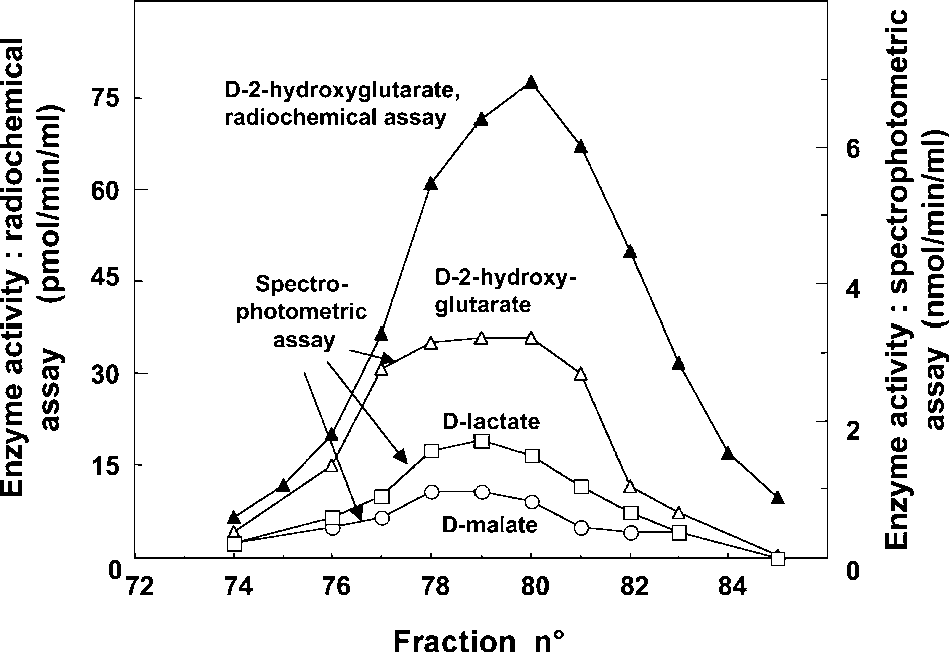 Enzyme activity : radiochemical
assay (pmol/min/ml)
75
60
45
30
15
0
D-2-hydroxyglutarate,
radiochemical assay
Spectro-
photometric
assay
D-2-hydroxy-
glutarate
D-lactate
D-malate
6
4
2
0
Enzyme activity : spectrophotometric
assay (nmol/min/ml)
72 74 76 78 80 82 84
Fraction n°